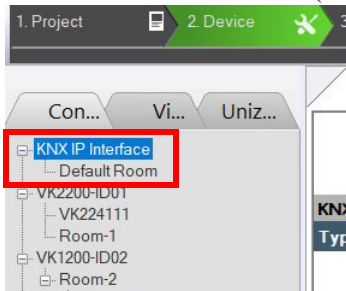 1. Project 2. Device 3
Con... Vi... Uniz...
KNX IP Interface
Default Room
VK2200-ID01
VK224111
Room-1
VK1200-ID02
Room-2
KNX
Typ